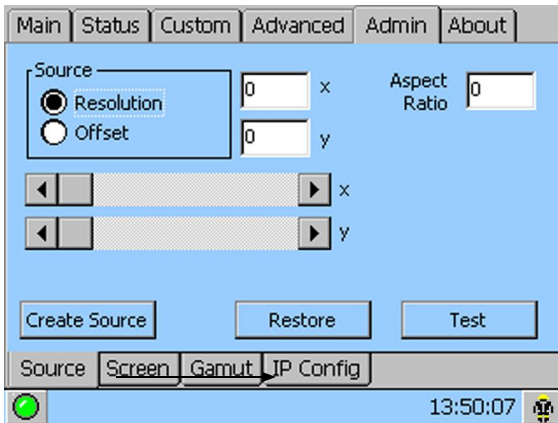 Main Status Custom Advanced Admin About
Source
Resolution
Offset
0 x
0 y
Aspect Ratio 0
x
y
Create Source Restore Test
Source Screen Gamut IP Config
13:50:07